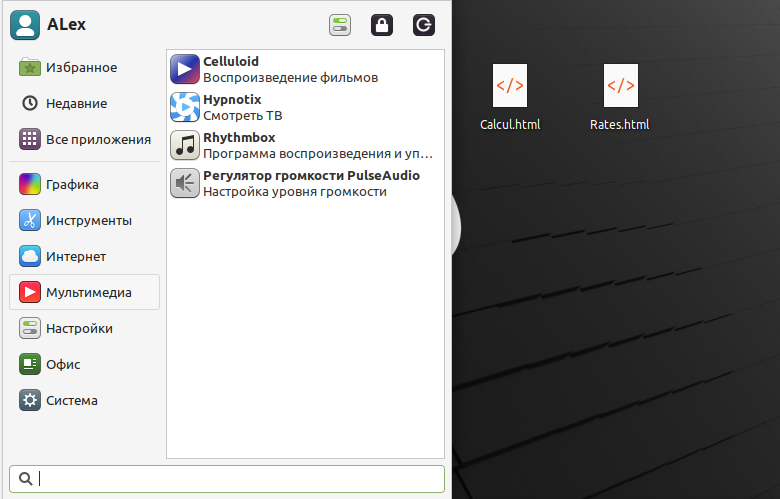 ALex
Избранное
Недавние
Все приложения
Графика
Инструменты
Интернет
Мультимедиа
Настройки
Офис
Система
Celluloid
Воспроизведение фильмов
Hypnotix
Смотреть ТВ
Rhythmbox
Программа воспроизведения и уп...
Регулятор громкости PulseAudio
Настройка уровня громкости
</> </>
Calcul.html Rates.html